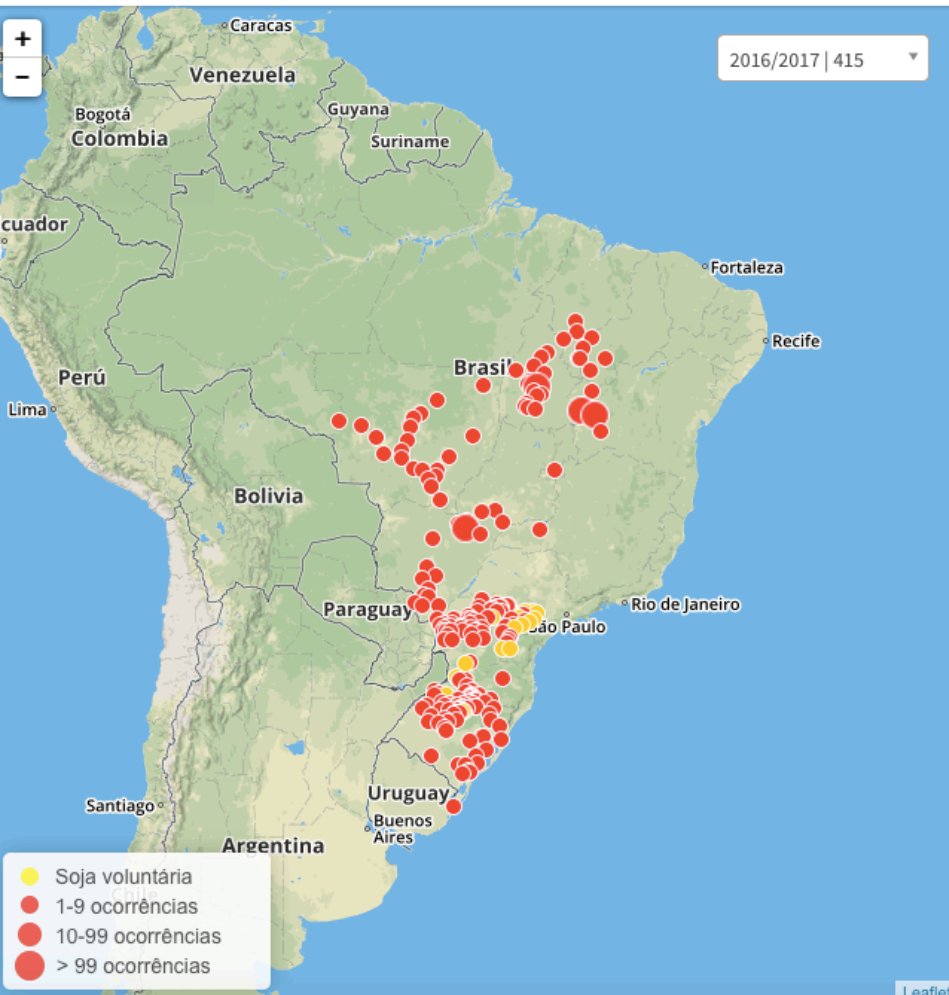 +
−
2016/2017 | 415
Caracas
Venezuela
Guyana
Suriname
Bogotá
Colombia
cuador
Fortaleza
Recife
Brasil
Perú
Lima
Bolivia
Paraguay
Rio de Janeiro
São Paulo
Uruguay
Santiago
Buenos
Aires
Argentina
Chile
Soja voluntária
1-9 ocorrências
10-99 ocorrências
> 99 ocorrências
Leaflet